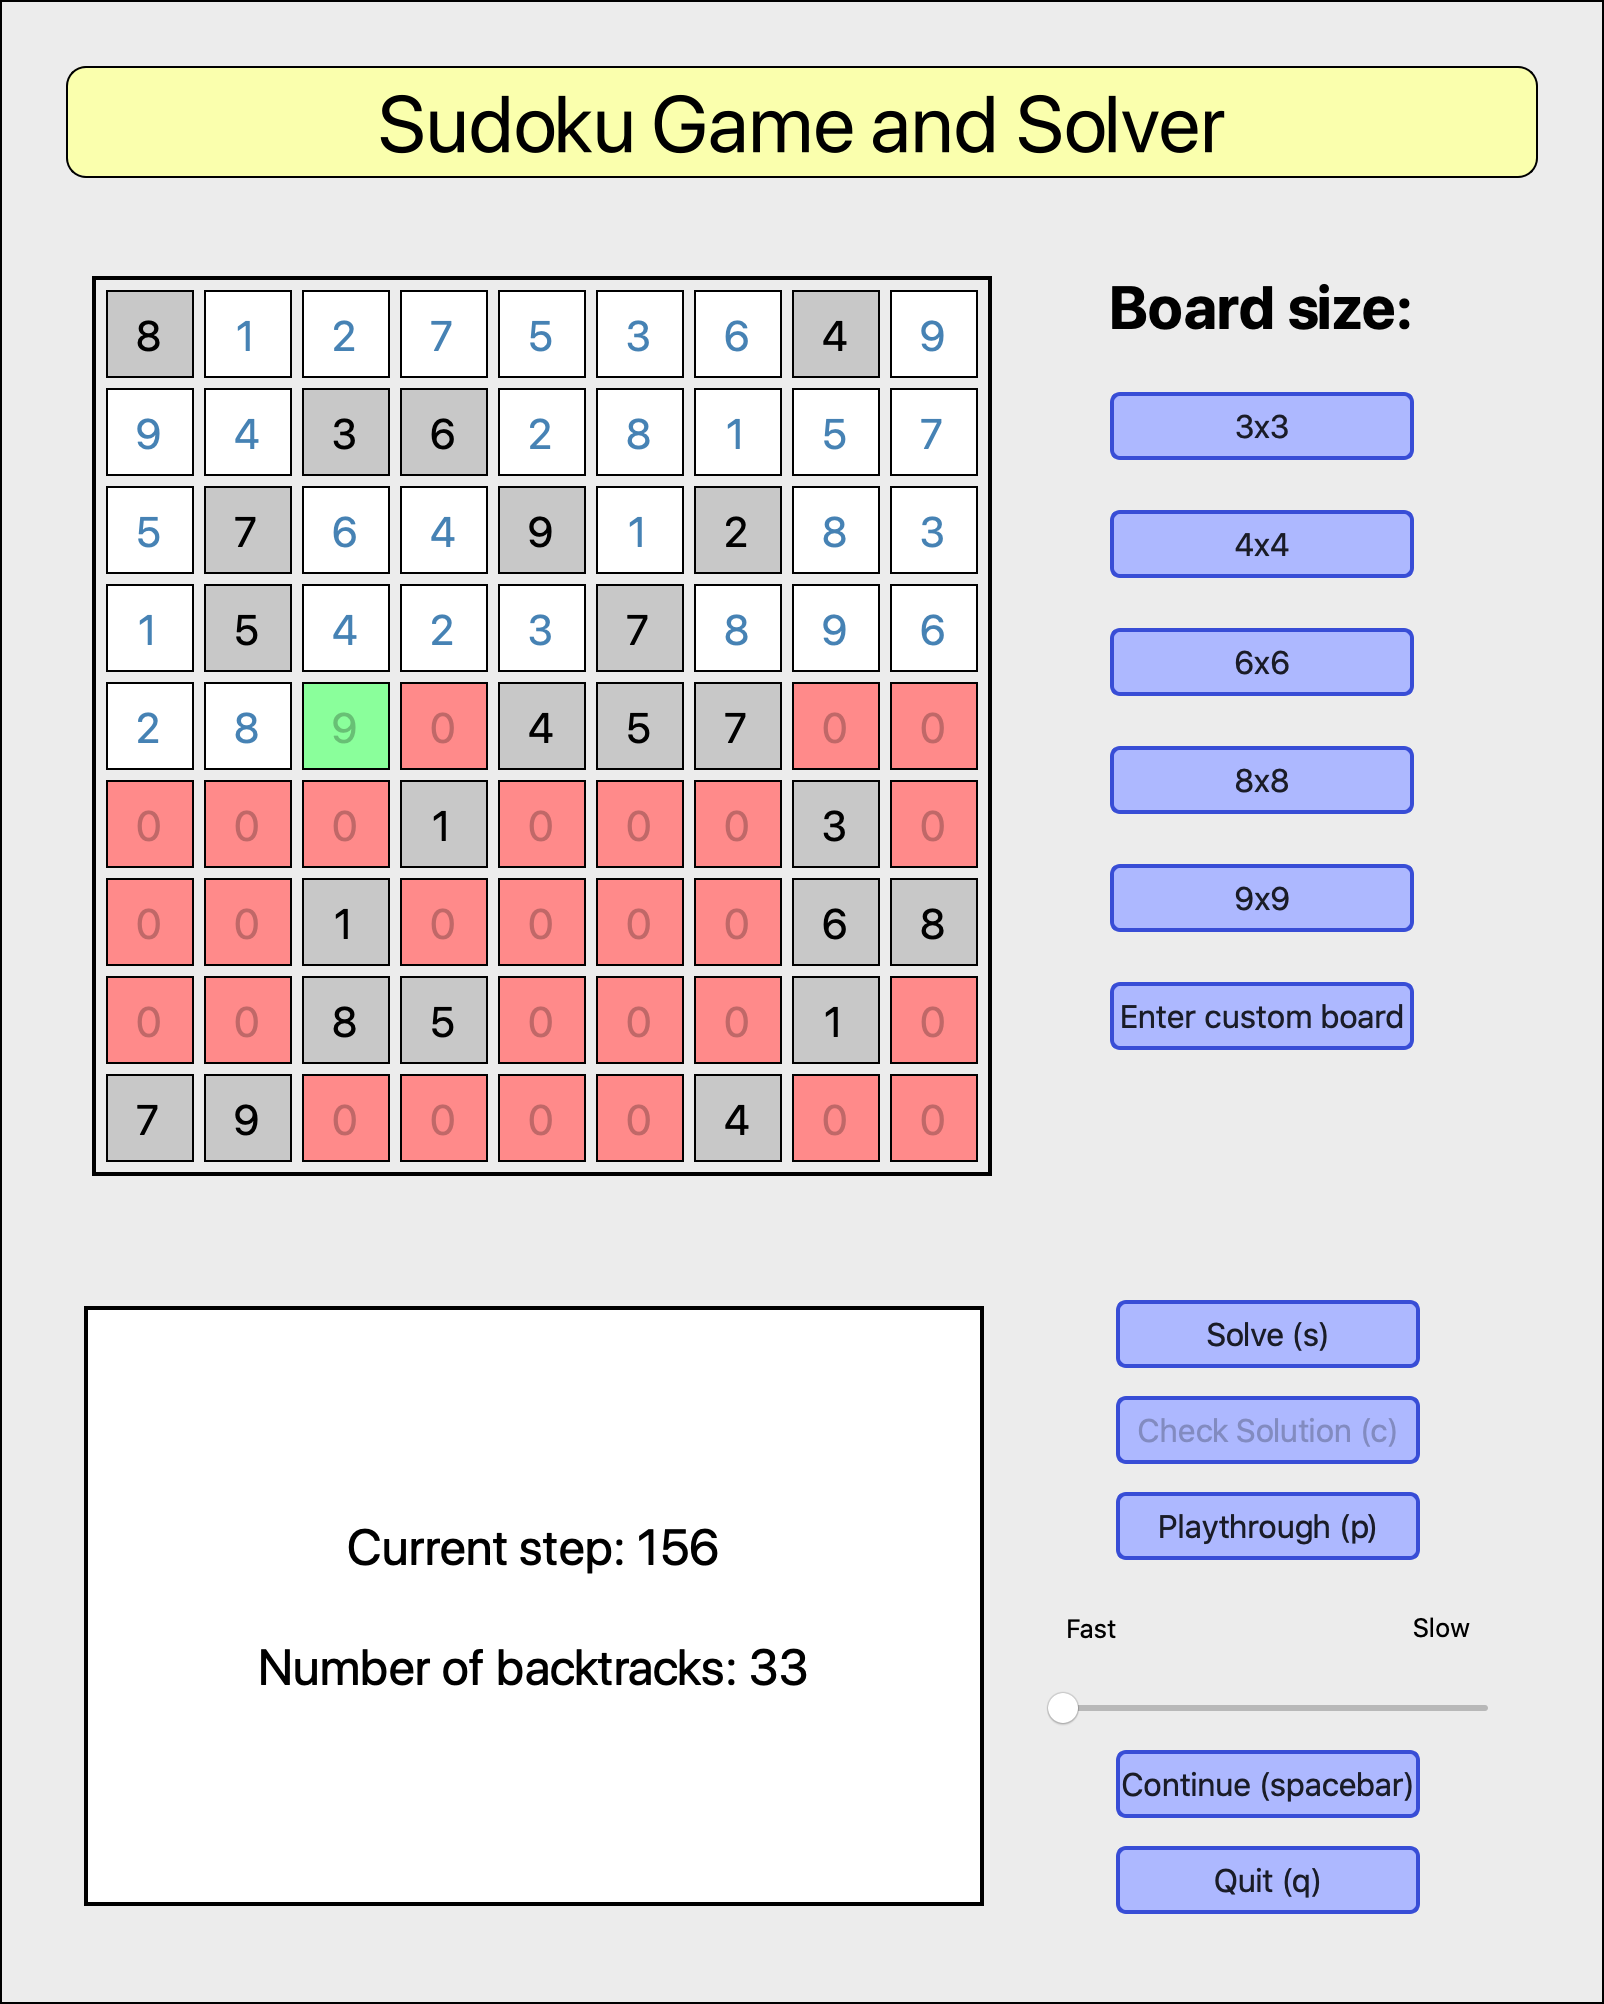 Sudoku Game and Solver
8 1 2 7 5 3 6 4 9
9 4 3 6 2 8 1 5 7
5 7 6 4 9 1 2 8 3
1 5 4 2 3 7 8 9 6
2 8 9 0 4 5 7 0 0
0 0 0 1 0 0 0 3 0
0 0 1 0 0 0 0 6 8
0 0 8 5 0 0 0 1 0
7 9 0 0 0 0 4 0 0
Board size:
3x3
4x4
6x6
8x8
9x9
Enter custom board
Current step: 156
Number of backtracks: 33
Solve (s)
Check Solution (c)
Playthrough (p)
Fast Slow
Continue (spacebar)
Quit (q)